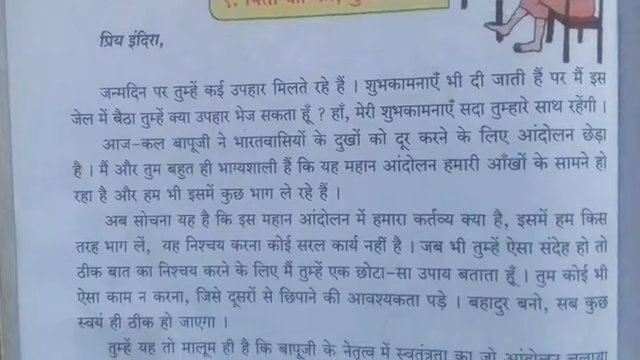 प्रिय इंदिरा,
जन्मदिन पर तुम्हें कई उपहार मिलते रहे हैं । शुभकामनाएँ भी दी जाती हैं पर मैं इस
जेल में बैठा तुम्हें क्या उपहार भेज सकता हूँ ? हाँ, मेरी शुभकामनाएँ सदा तुम्हारे साथ रहेंगी ।
आज-कल बापूजी ने भारतवासियों के दुखों को दूर करने के लिए आंदोलन छेड़ा
है । मैं और तुम बहुत ही भाग्यशाली हैं कि यह महान आंदोलन हमारी आँखों के सामने हो
रहा है और हम भी इसमें कुछ भाग ले रहे हैं ।
अब सोचना यह है कि इस महान आंदोलन में हमारा कर्तव्य क्या है, इसमें हम किस
तरह भाग लें, यह निश्चय करना कोई सरल कार्य नहीं है । जब भी तुम्हें ऐसा संदेह हो तो
ठीक बात का निश्चय करने के लिए मैं तुम्हें एक छोटा-सा उपाय बताता हूँ । तुम कोई भी
ऐसा काम न करना, जिसे दूसरों से छिपाने की आवश्यकता पड़े । बहादुर बनो, सब कुछ
स्वयं ही ठीक हो जाएगा ।
तुम्हें यह तो मालूम ही है कि बापूजी के नेतृत्व में स्वतंत्रता का जो आंदोलन चलाया